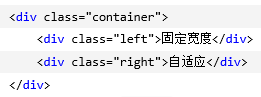 <div class="container">
<div class="left">固定宽度</div>
<div class="right">自适应</div>
</div>